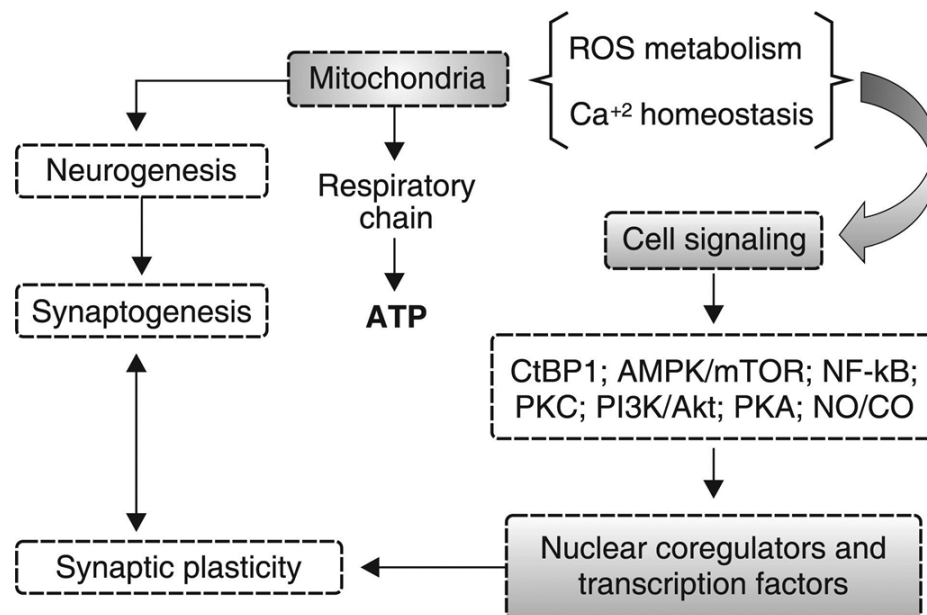 Mitochondria
ROS metabolism
Ca⁺² homeostasis
Neurogenesis
Respiratory
chain
Cell signaling
Synaptogenesis
ATP
CtBP1; AMPK/mTOR; NF-kB;
PKC; PI3K/Akt; PKA; NO/CO
Synaptic plasticity
Nuclear coregulators and
transcription factors